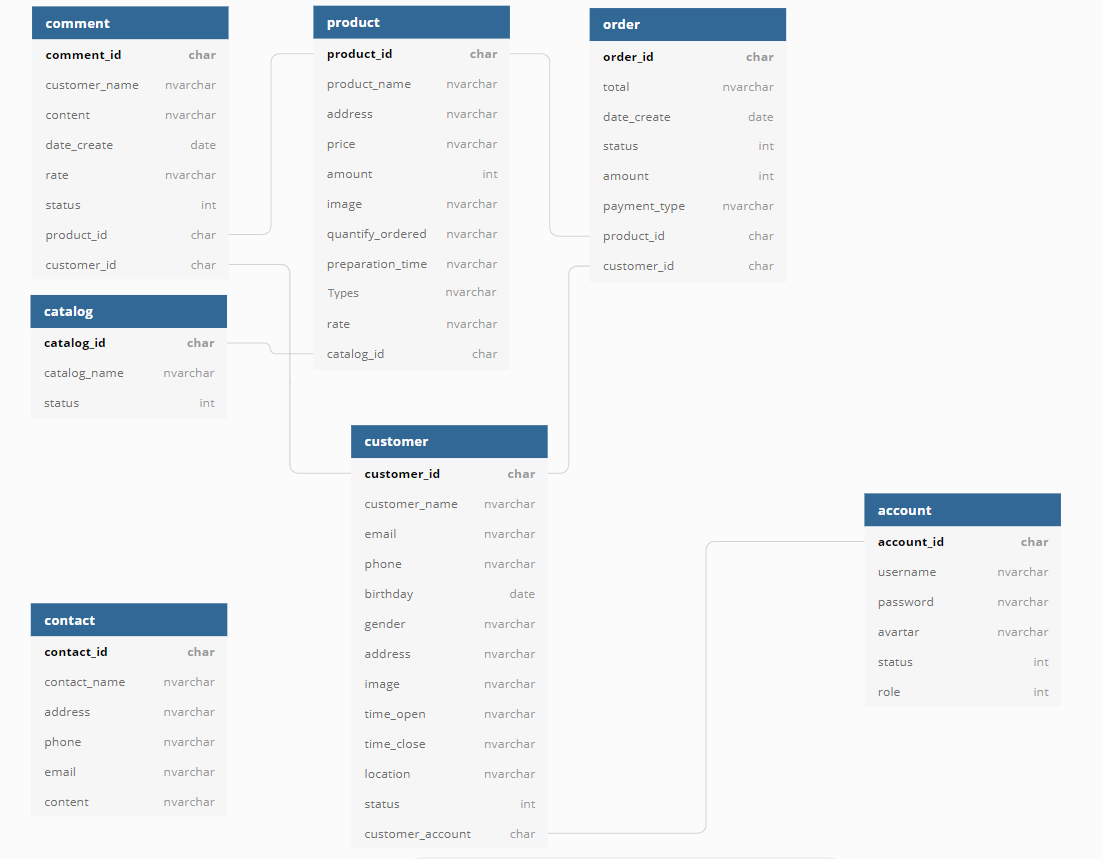 comment
comment_id char
customer_name nvarchar
content nvarchar
date_create date
rate nvarchar
status int
product_id char
customer_id char
product
product_id char
product_name nvarchar
address nvarchar
price nvarchar
amount int
image nvarchar
quantify_ordered nvarchar
preparation_time nvarchar
Types nvarchar
rate nvarchar
catalog_id char
order
order_id char
total nvarchar
date_create date
status int
amount int
payment_type nvarchar
product_id char
customer_id char
catalog
catalog_id char
catalog_name nvarchar
status int
customer
customer_id char
customer_name nvarchar
email nvarchar
phone nvarchar
birthday date
gender nvarchar
address nvarchar
image nvarchar
time_open nvarchar
time_close nvarchar
location nvarchar
status int
customer_account char
account
account_id char
username nvarchar
password nvarchar
avartar nvarchar
status int
role int
contact
contact_id char
contact_name nvarchar
address nvarchar
phone nvarchar
email nvarchar
content nvarchar